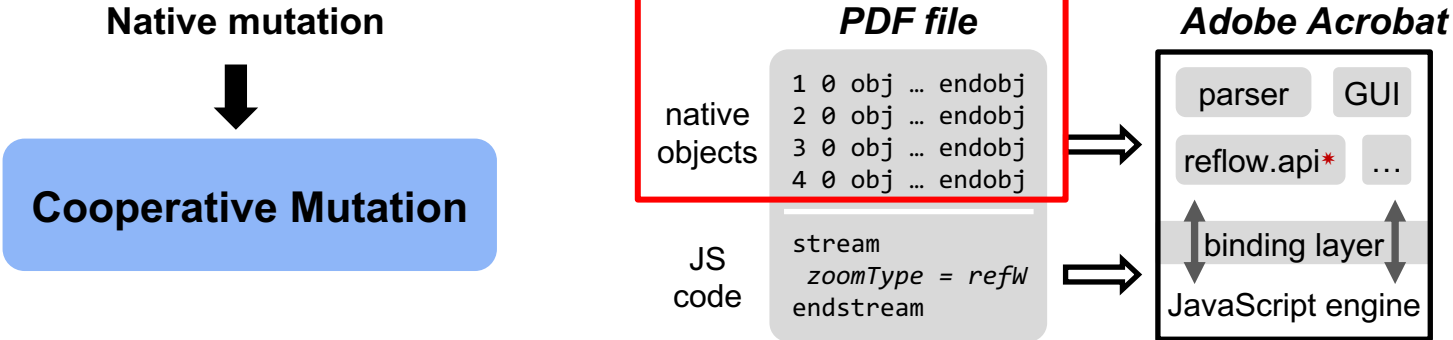 Native mutation
Cooperative Mutation
PDF file
native
objects
1 0 obj … endobj
2 0 obj … endobj
3 0 obj … endobj
4 0 obj … endobj
JS
code
stream
zoomType = refW
endstream
Adobe Acrobat
parser
GUI
reflow.api*
…
binding layer
JavaScript engine